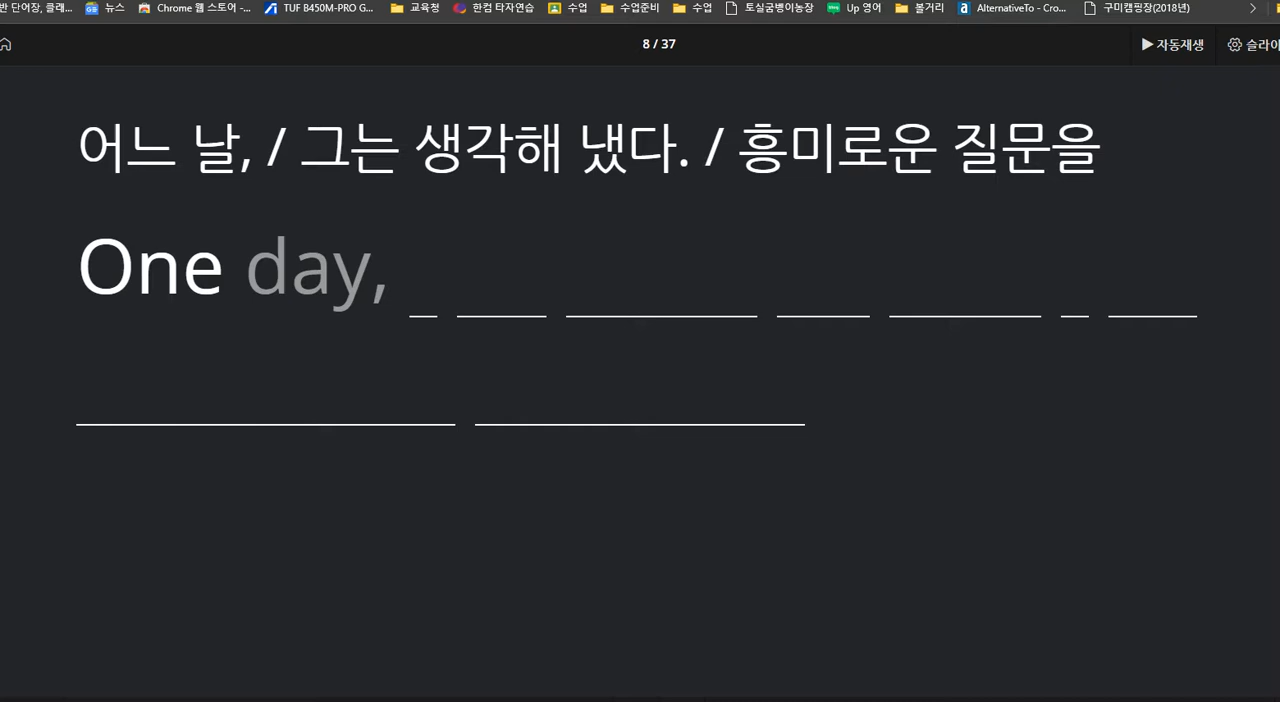 반 단어장, 클래... 뉴스 Chrome 웹 스토어 -... TUF B450M-PRO G... 교육청 한컴 타자연습 수업 수업준비 수업 토실굼벵이농장 Up 영어 볼거리 AlternativeTo - Cro... 구미캠핑장(2018년)
8 / 37 자동재생 슬라이
어느 날, / 그는 생각해 냈다. / 흥미로운 질문을
One day,